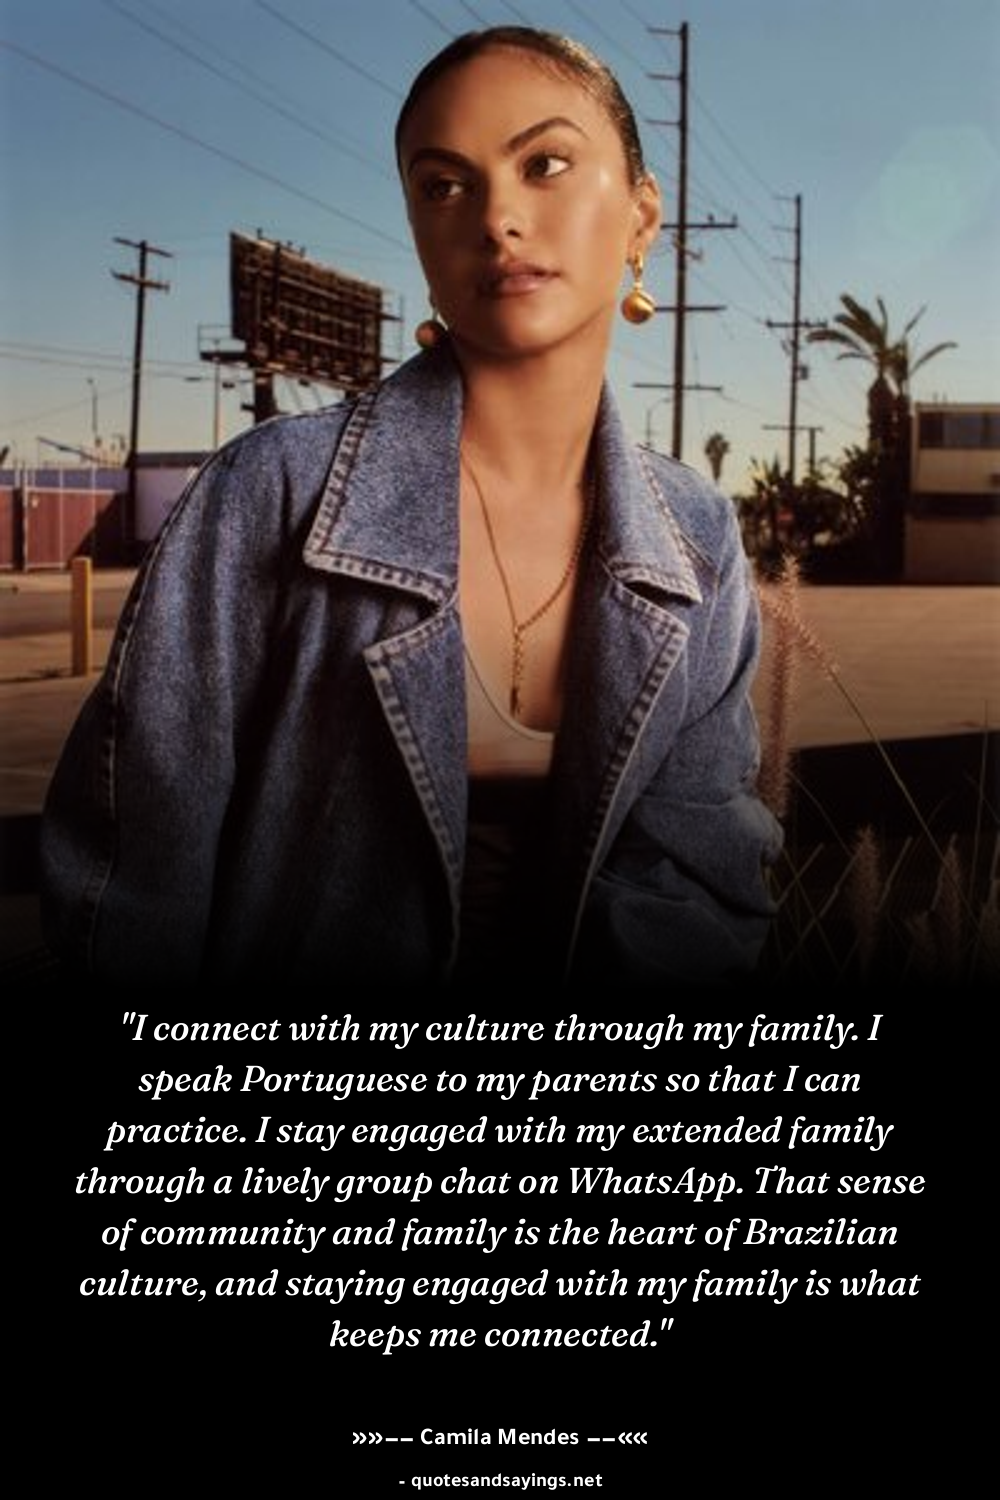 "I connect with my culture through my family. I
speak Portuguese to my parents so that I can
practice. I stay engaged with my extended family
through a lively group chat on WhatsApp. That sense
of community and family is the heart of Brazilian
culture, and staying engaged with my family is what
keeps me connected."
»»–– Camila Mendes ––««
- quotesandsayings.net